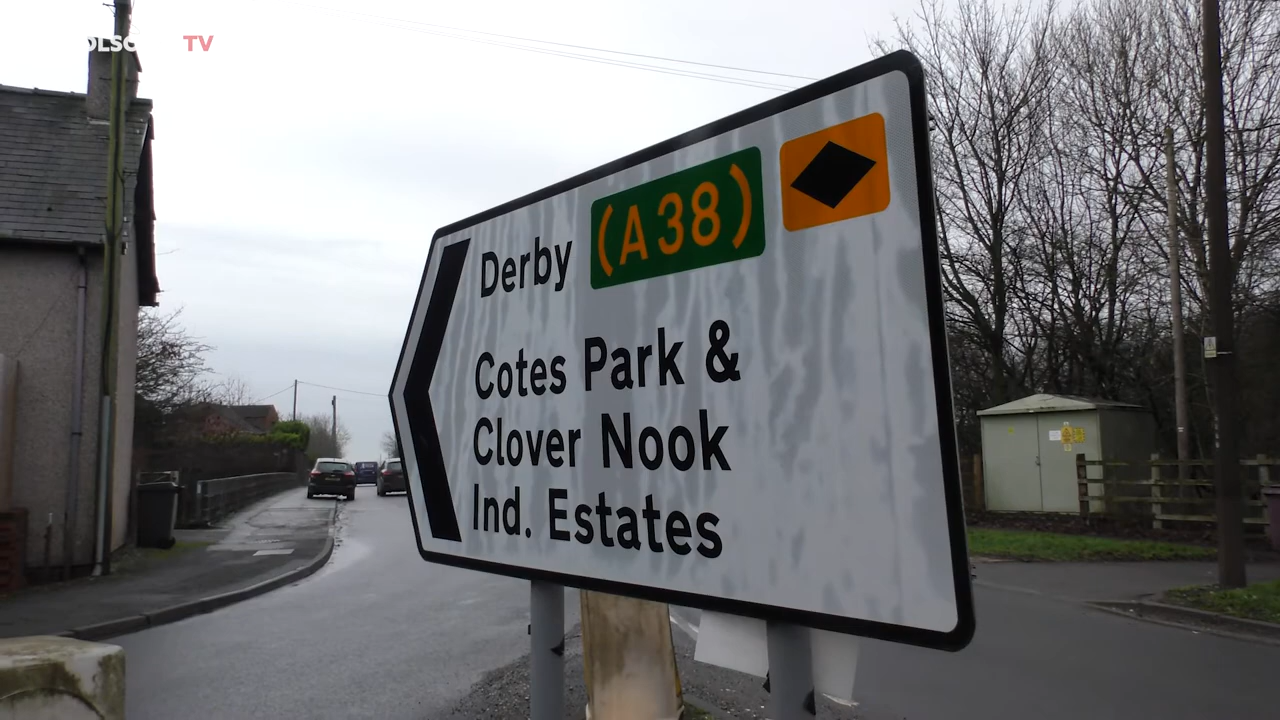 TV
Derby (A38)
Cotes Park &
Clover Nook
Ind. Estates